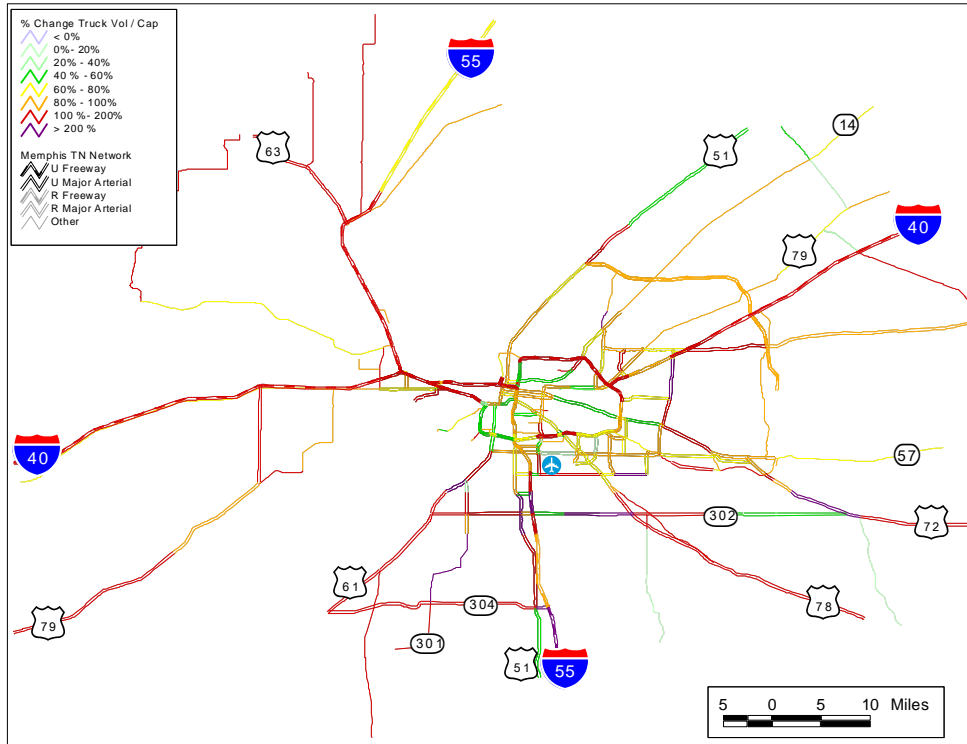 % Change Truck Vol / Cap
< 0%
0%- 20%
20% - 40%
40 % - 60%
60% - 80%
80% - 100%
100 %- 200%
> 200 %
Memphis TN Network
U Freeway
U Major Arterial
R Freeway
R Major Arterial
Other
55
63
51
14
40
79
40
57
302
72
61
304
78
79
301
51
55
5 0 5 10 Miles